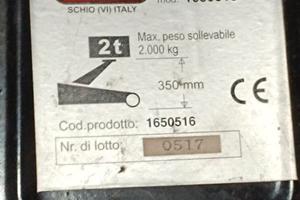 SCHIO (VI) ITALY
mod.
2t
Max. peso sollevabile
2.000 kg
350 mm
CE
Cod.prodotto: 1650516
Nr. di lotto: 0517